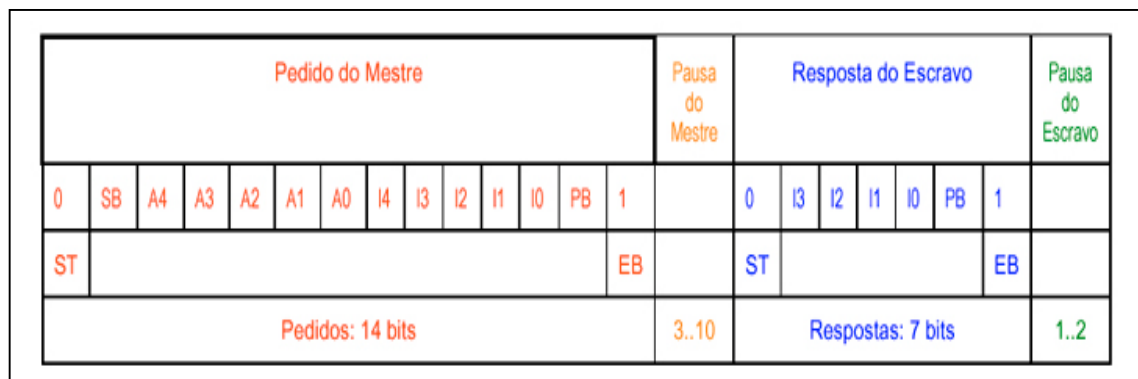 Pedido do Mestre
Pausa
do
Mestre
Resposta do Escravo
Pausa
do
Escravo
0 SB A4 A3 A2 A1 A0 I4 I3 I2 I1 I0 PB 1 0 I3 I2 I1 I0 PB 1
ST EB ST EB
Pedidos: 14 bits 3..10 Respostas: 7 bits 1..2